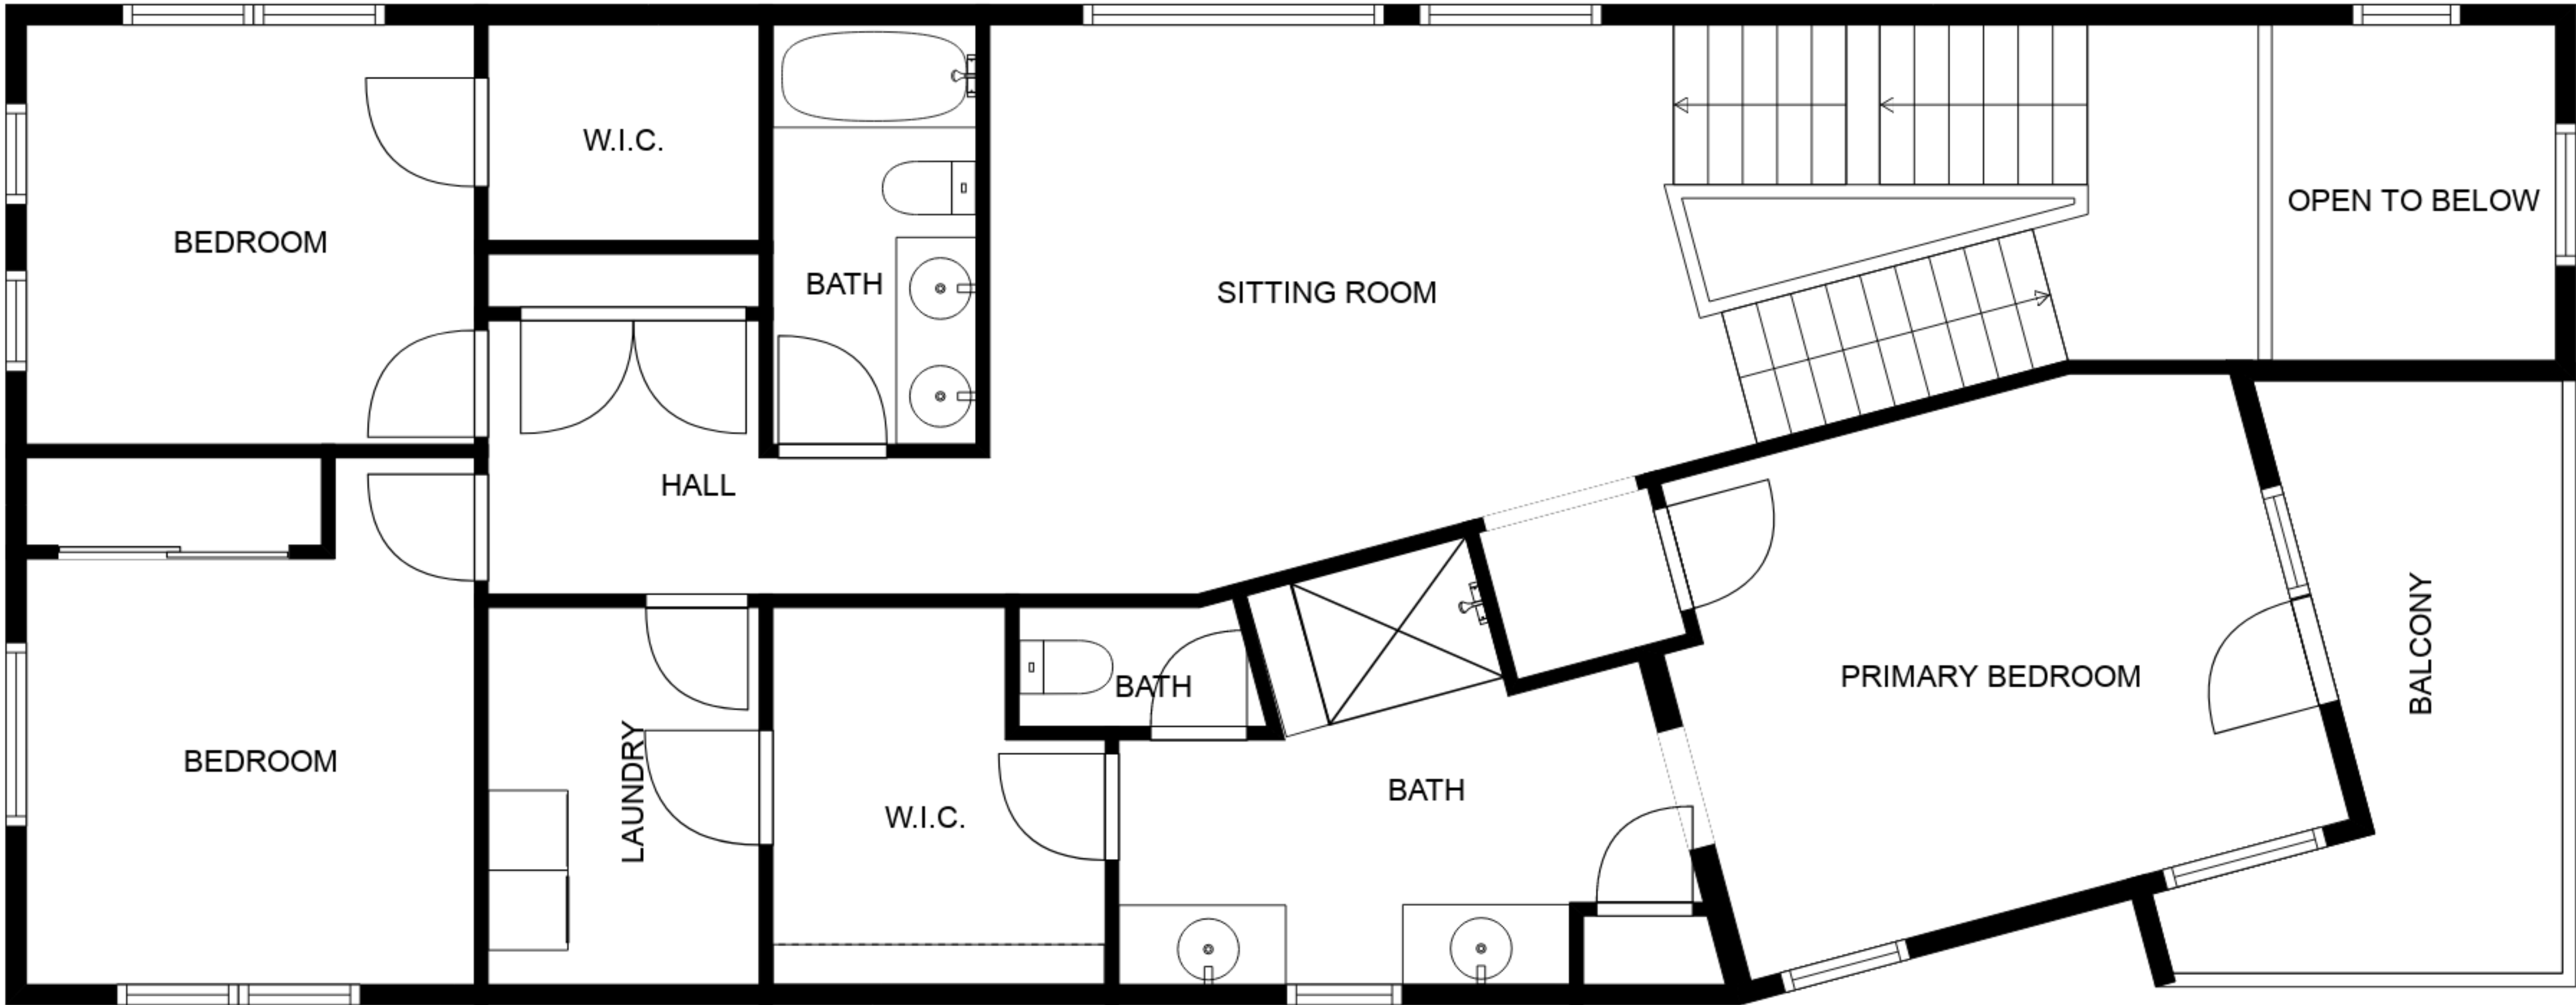 W.I.C.
OPEN TO BELOW
BEDROOM
BATH
SITTING ROOM
HALL
BALCONY
PRIMARY BEDROOM
BATH
BEDROOM
LAUNDRY
BATH
W.I.C.